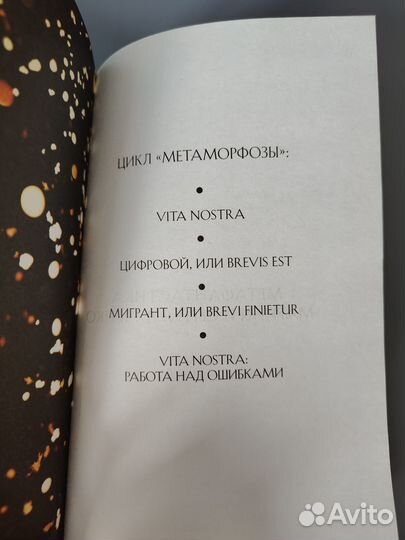 ЦИКЛ «МЕТАМОРФОЗЫ»:
VITA NOSTRA
ЦИФРОВОЙ, ИЛИ BREVIS EST
МИГРАНТ, ИЛИ BREVI FINIETUR
VITA NOSTRA:
РАБОТА НАД ОШИБКАМИ
Avito